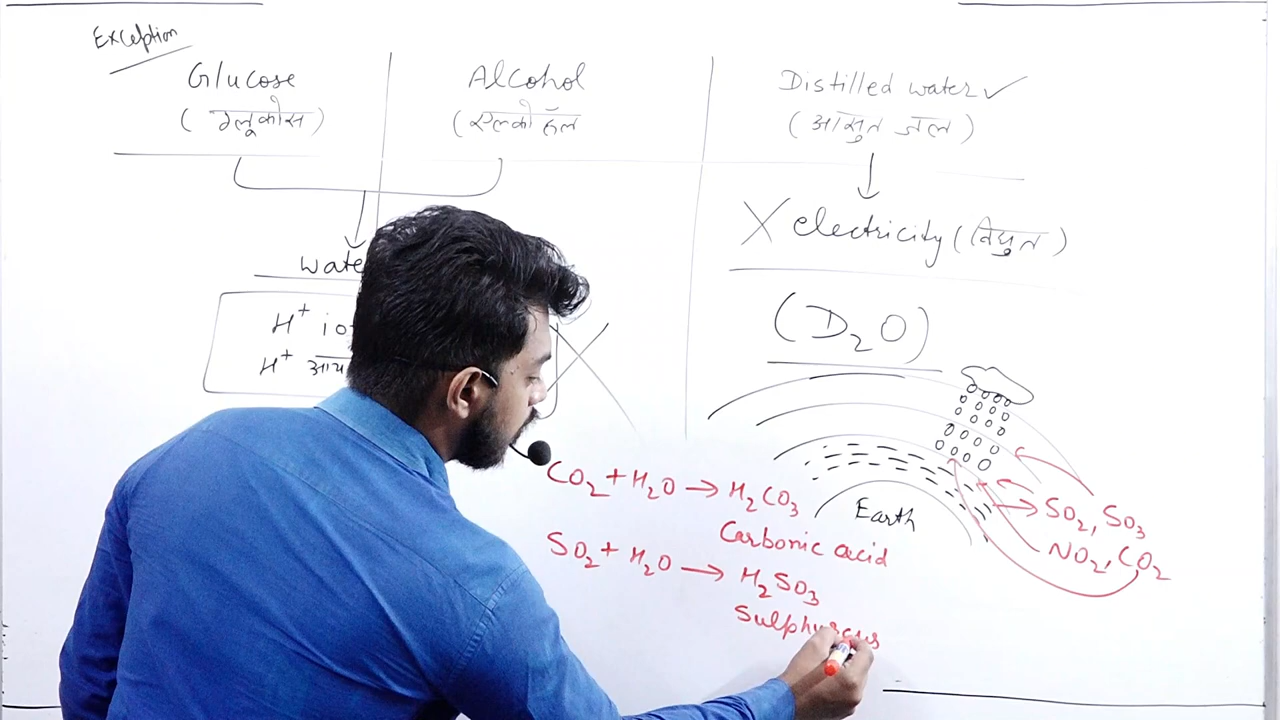 Exception
Glucose
(ग्लूकोस)
Alcohol
(एल्कोहॉल
Distilled water ✓
(आसुत जल)
X electricity (विधुत)
(D₂O)
H⁺
H⁺
Earth
SO₂, SO₃
NO₂, CO₂
CO₂ + H₂O → H₂CO₃
Carbonic acid
SO₂ + H₂O → H₂SO₃